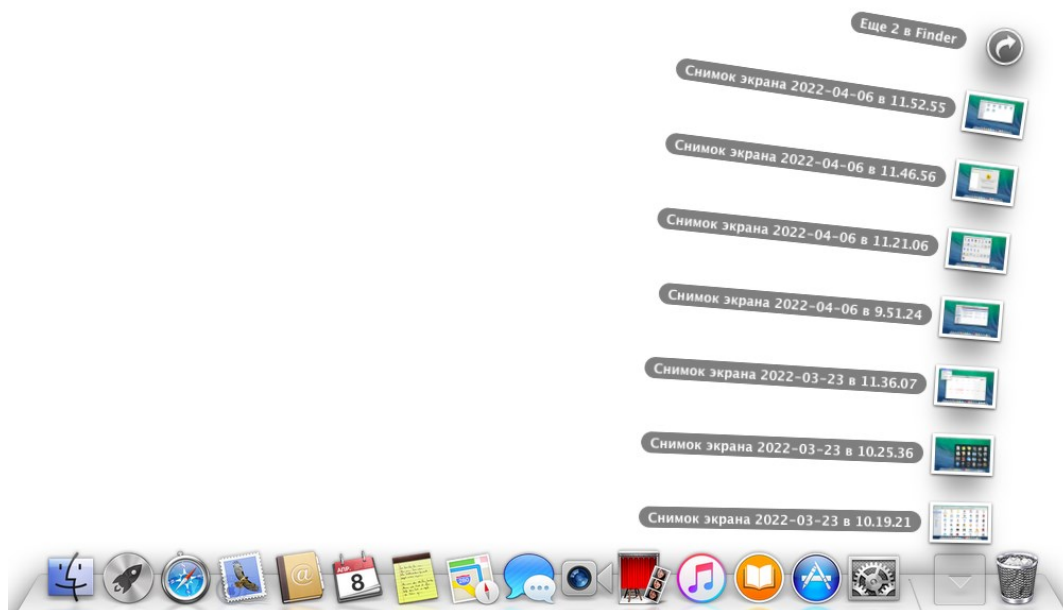 Еще 2 в Finder
Снимок экрана 2022-04-06 в 11.52.55
Снимок экрана 2022-04-06 в 11.46.56
Снимок экрана 2022-04-06 в 11.21.06
Снимок экрана 2022-04-06 в 9.51.24
Снимок экрана 2022-03-23 в 11.36.07
Снимок экрана 2022-03-23 в 10.25.36
Снимок экрана 2022-03-23 в 10.19.21
@
АПР.
8